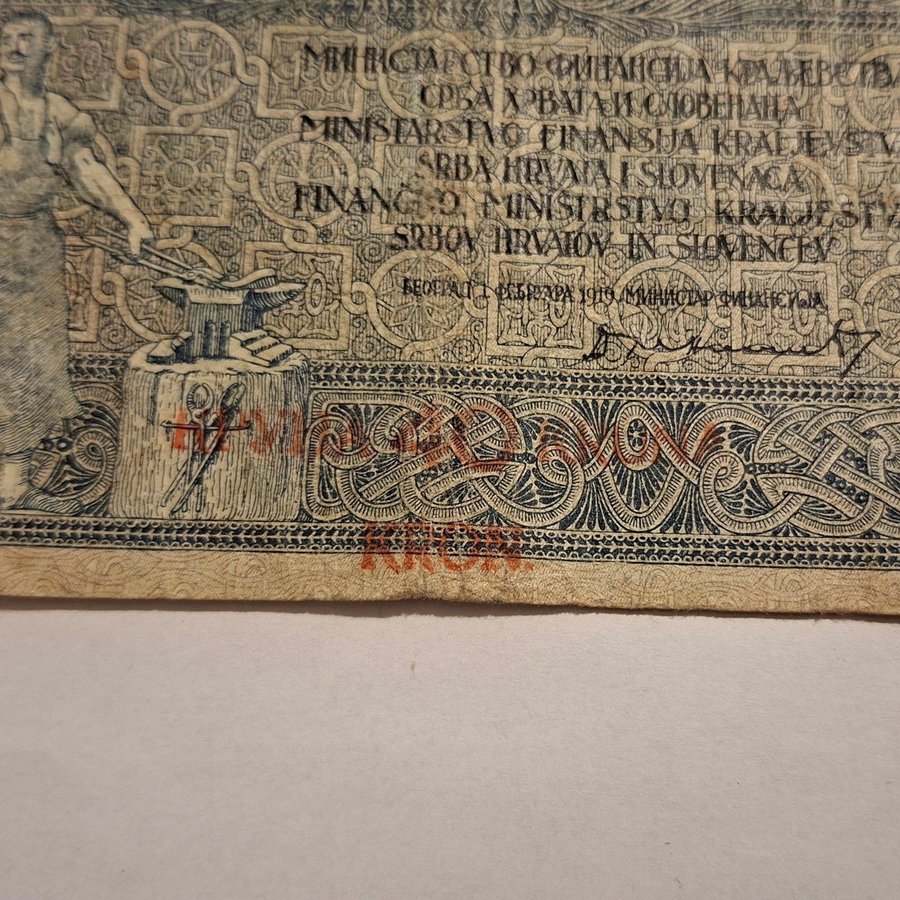 МИНИСТАРСТВО ФИНАНСИЈА КРАЉЕВСТВА
СРБА ХРВАТА И СЛОВЕНАЦА
MINISTARSTVO FINANSIJA KRALJEVSTVA
SRBA HRVATA I SLOVENACA
FINANČNO MINISTRSTVO KRALJESTVA
SRBOV HRVATOV IN SLOVENCEV
БЕОГРАД 1. ФЕБРУАРА 1919. МИНИСТАР ФИНАНСИЈА
KRON.